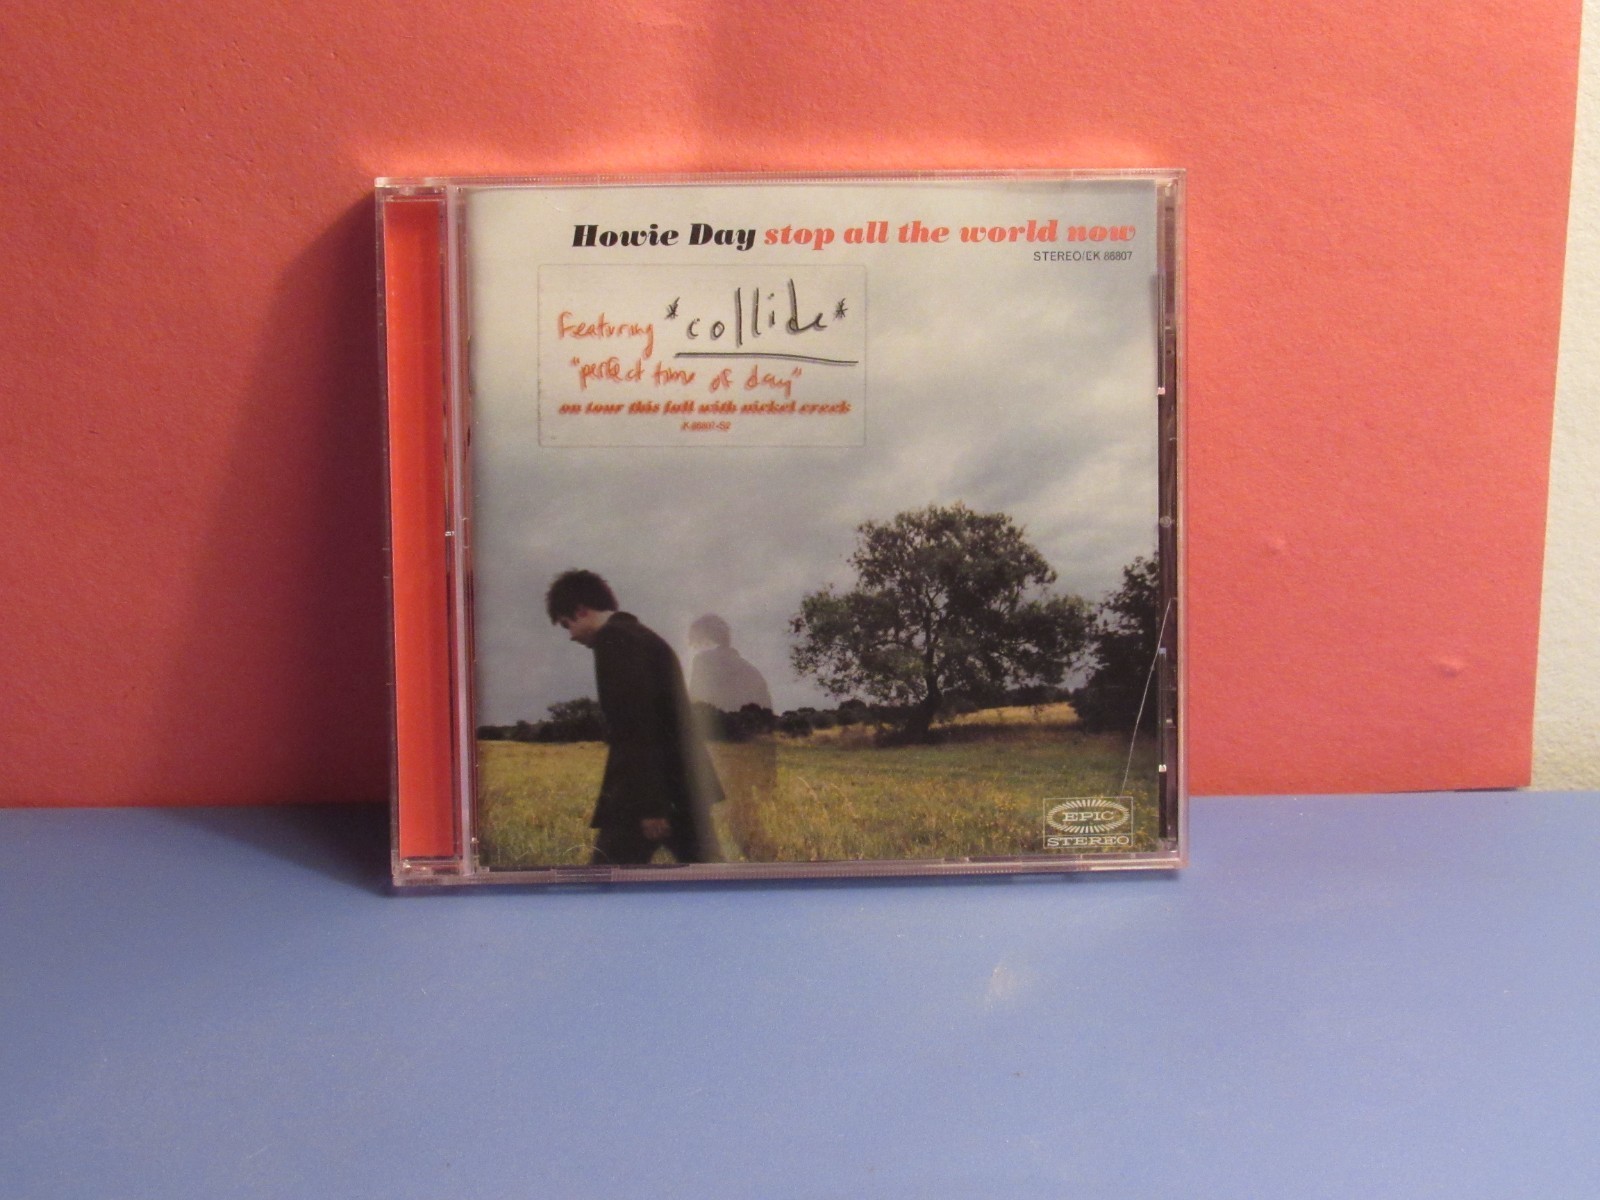 Howie Day stop all the world now
STEREO/EK 86807
Featuring *collide*
"perfect time of day"
on tour this fall with nickel creek
EPIC
STEREO